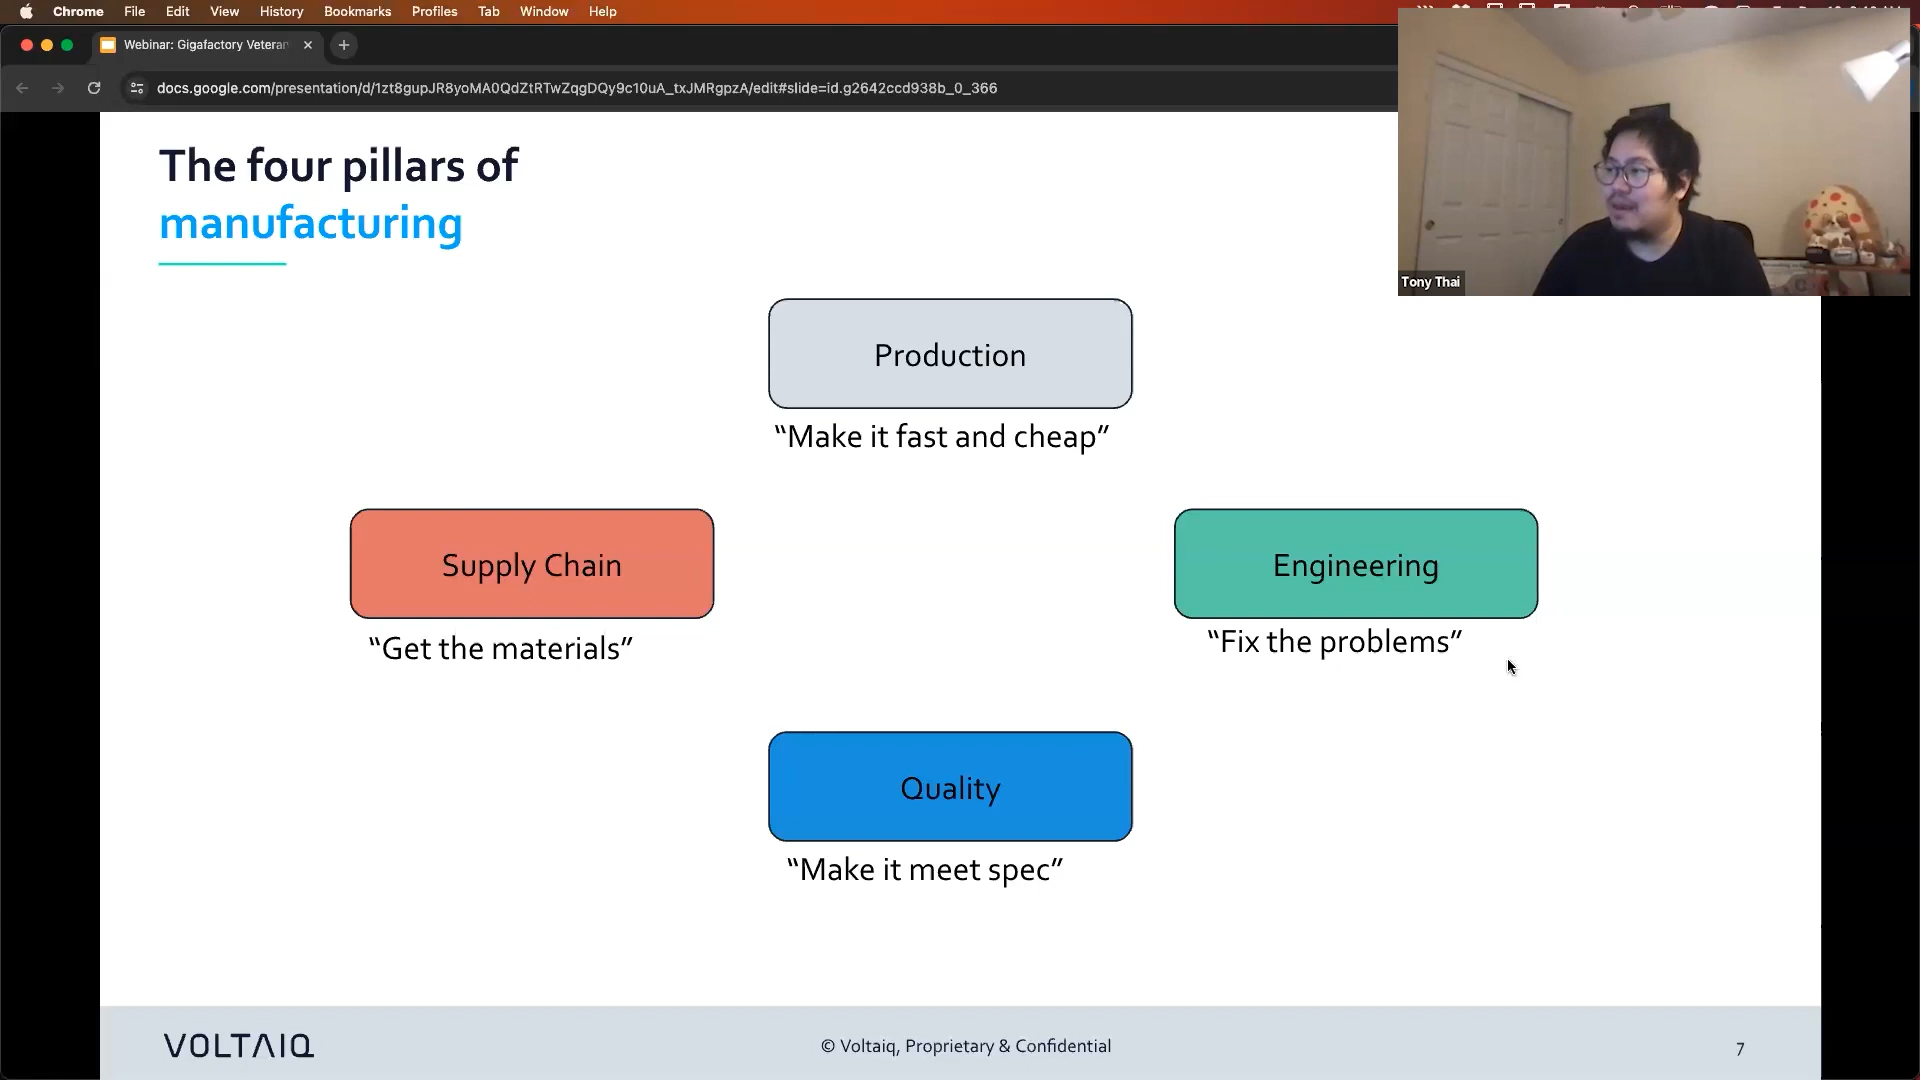 Chrome File Edit View History Bookmarks Profiles Tab Window Help
Webinar: Gigafactory Veteran
docs.google.com/presentation/d/1zt8gupJR8yoMA0QdZtRTwZqgDQy9c10uA_txJMRgpzA/edit#slide=id.g2642ccd938b_0_366
Tony Thai
The four pillars of
manufacturing
Production
“Make it fast and cheap”
Supply Chain
“Get the materials”
Engineering
“Fix the problems”
Quality
“Make it meet spec”
VOLTAIQ
© Voltaiq, Proprietary & Confidential
7